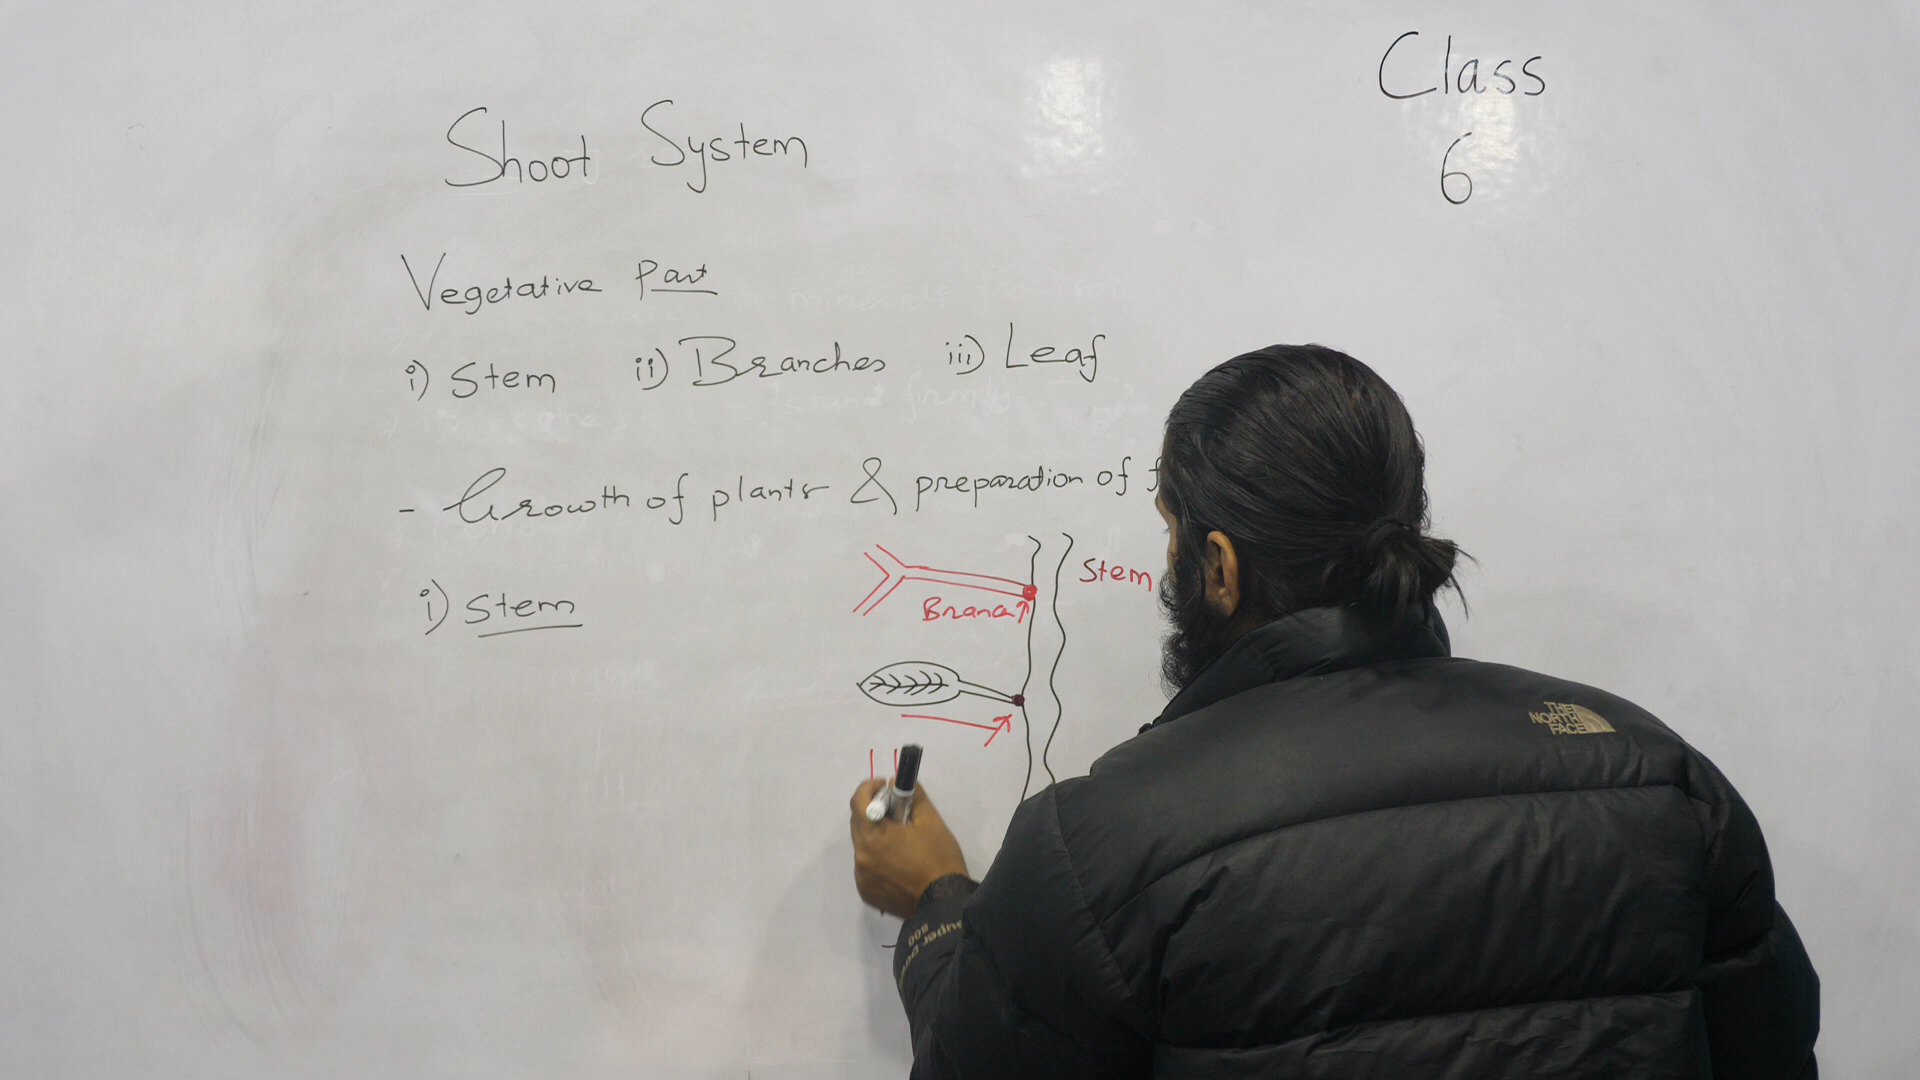 Class
6
Shoot System
Vegetative Part
i) Stem ii) Branches iii) Leaf
- Growth of plants & preparation of
i) Stem
Stem
THE
NORTH
FACE
800